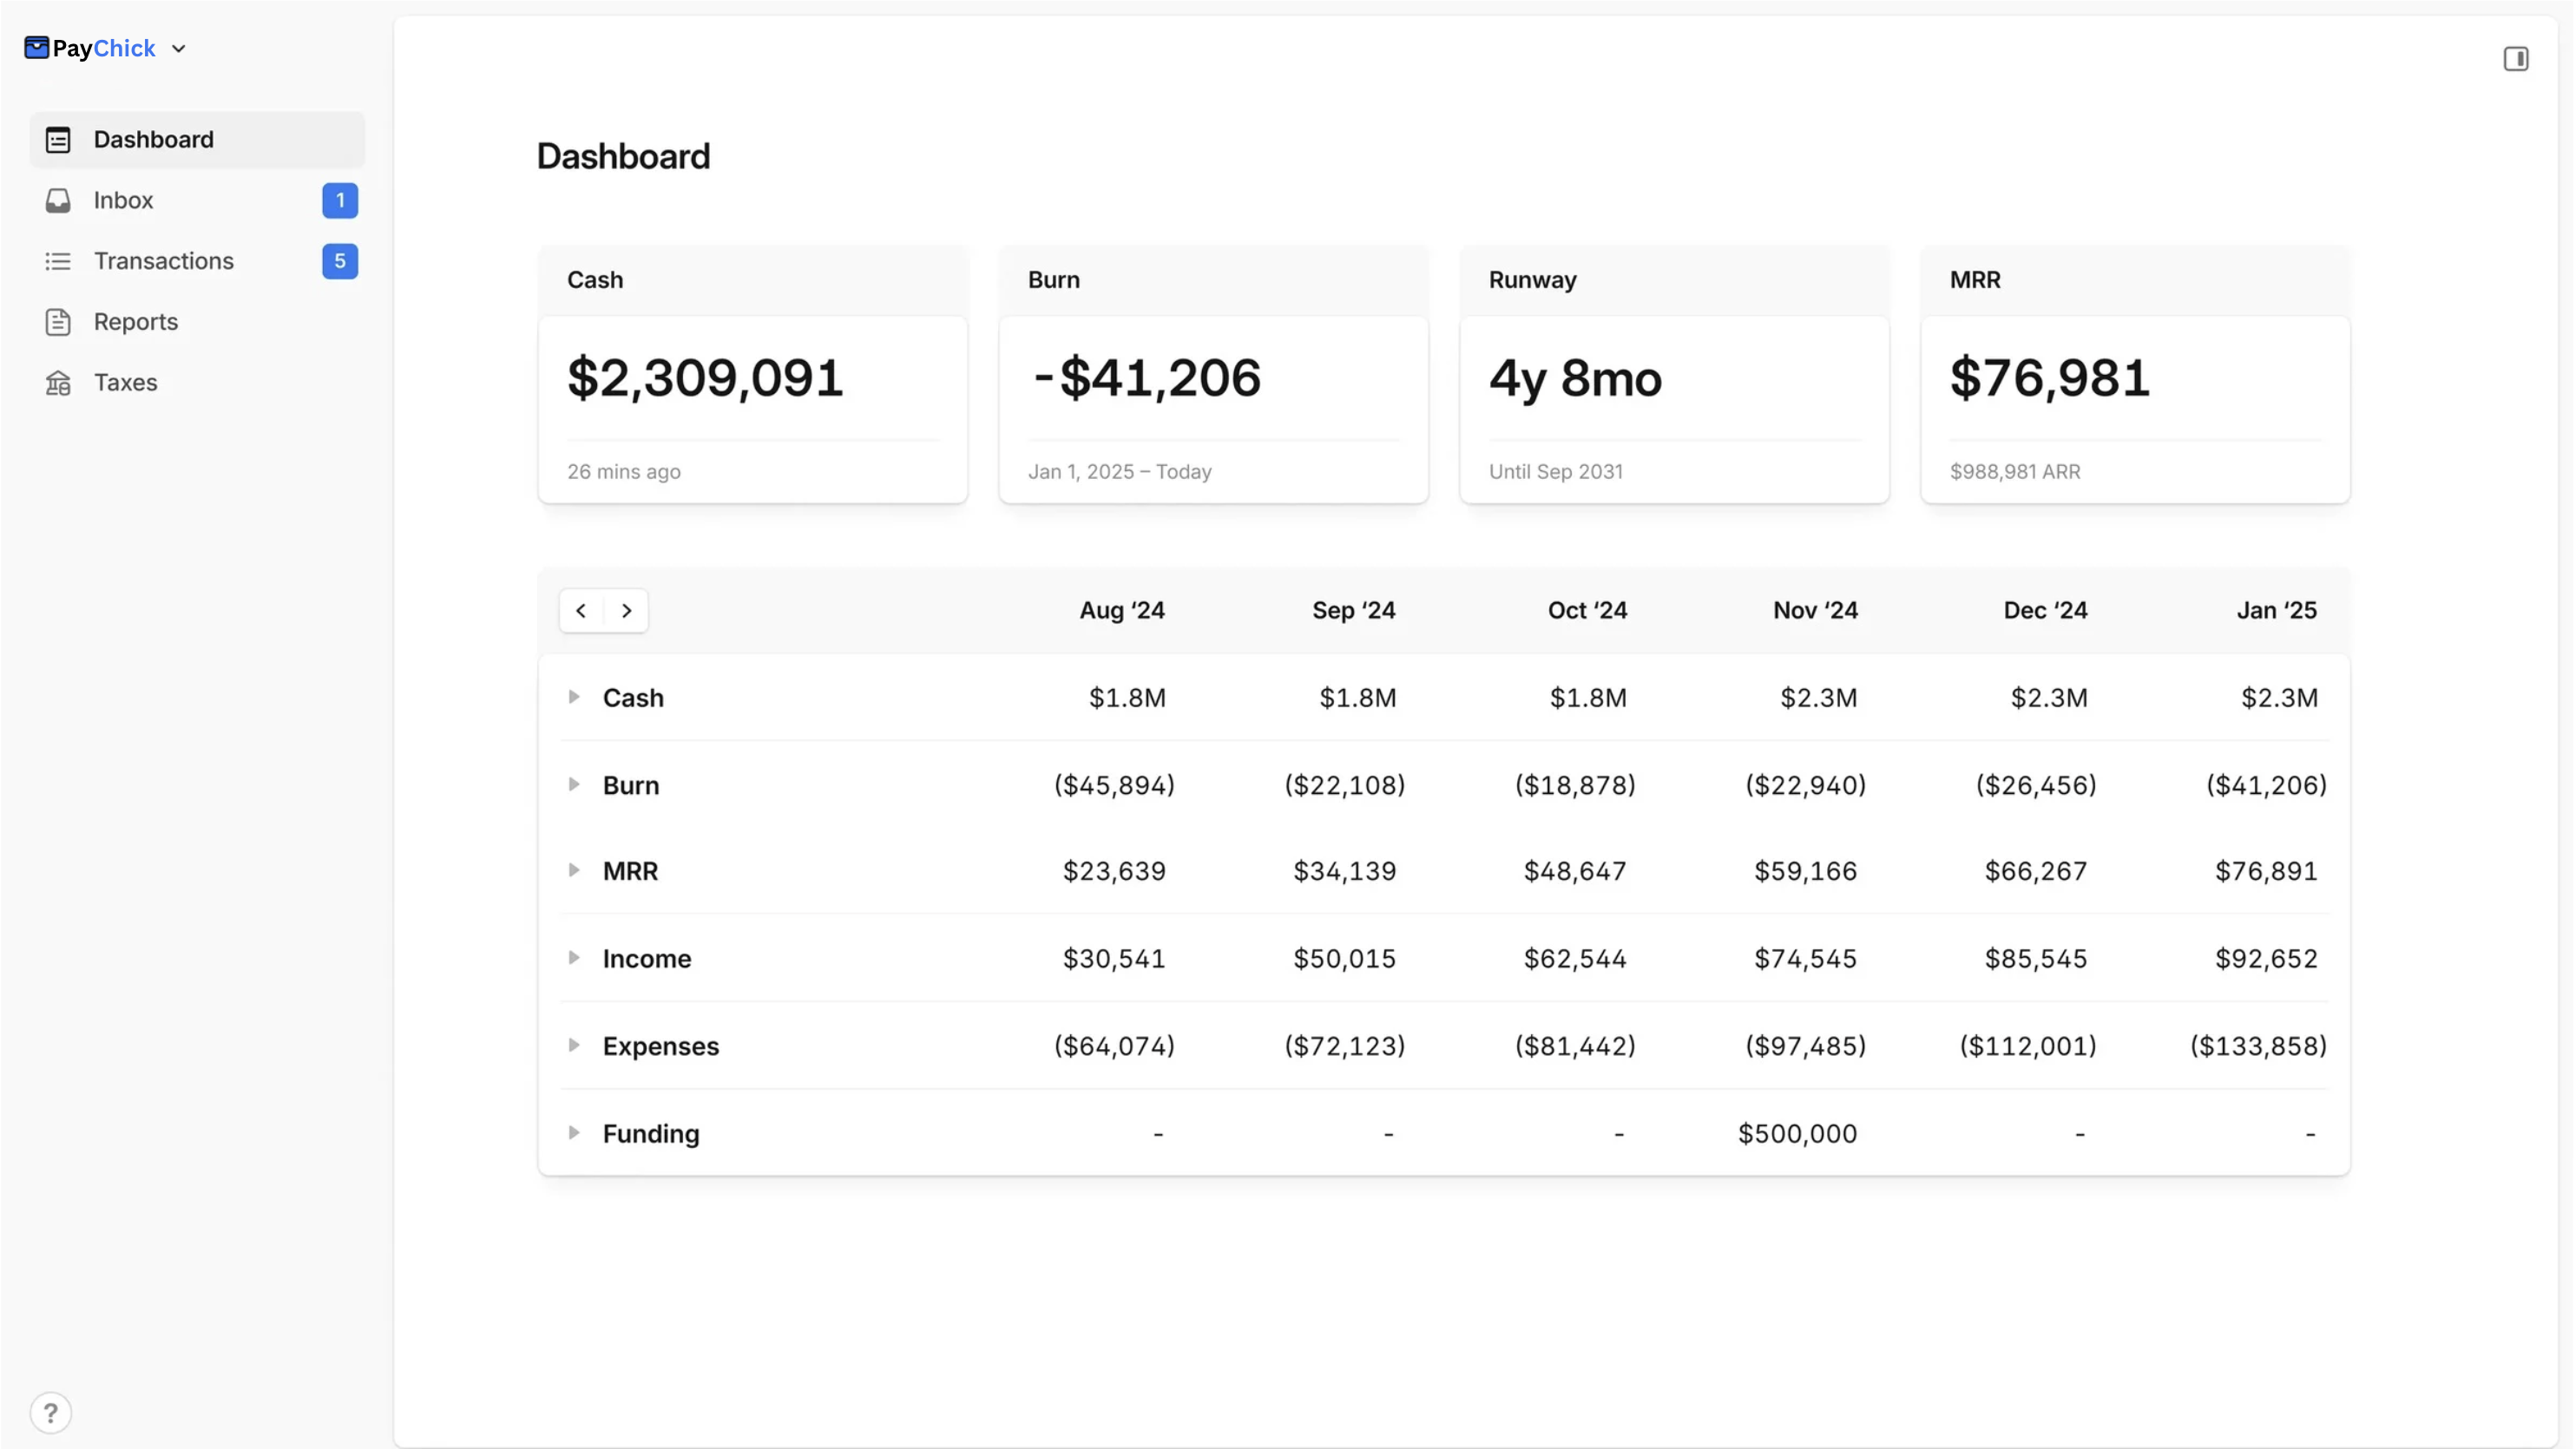 PayChick
Dashboard
Inbox 1
Transactions 5
Reports
Taxes
Dashboard
Cash
$2,309,091
26 mins ago
Burn
-$41,206
Jan 1, 2025 – Today
Runway
4y 8mo
Until Sep 2031
MRR
$76,981
$988,981 ARR
Aug ‘24 Sep ‘24 Oct ‘24 Nov ‘24 Dec ‘24 Jan ‘25
Cash $1.8M $1.8M $1.8M $2.3M $2.3M $2.3M
Burn ($45,894) ($22,108) ($18,878) ($22,940) ($26,456) ($41,206)
MRR $23,639 $34,139 $48,647 $59,166 $66,267 $76,891
Income $30,541 $50,015 $62,544 $74,545 $85,545 $92,652
Expenses ($64,074) ($72,123) ($81,442) ($97,485) ($112,001) ($133,858)
Funding - - - $500,000 - -
?